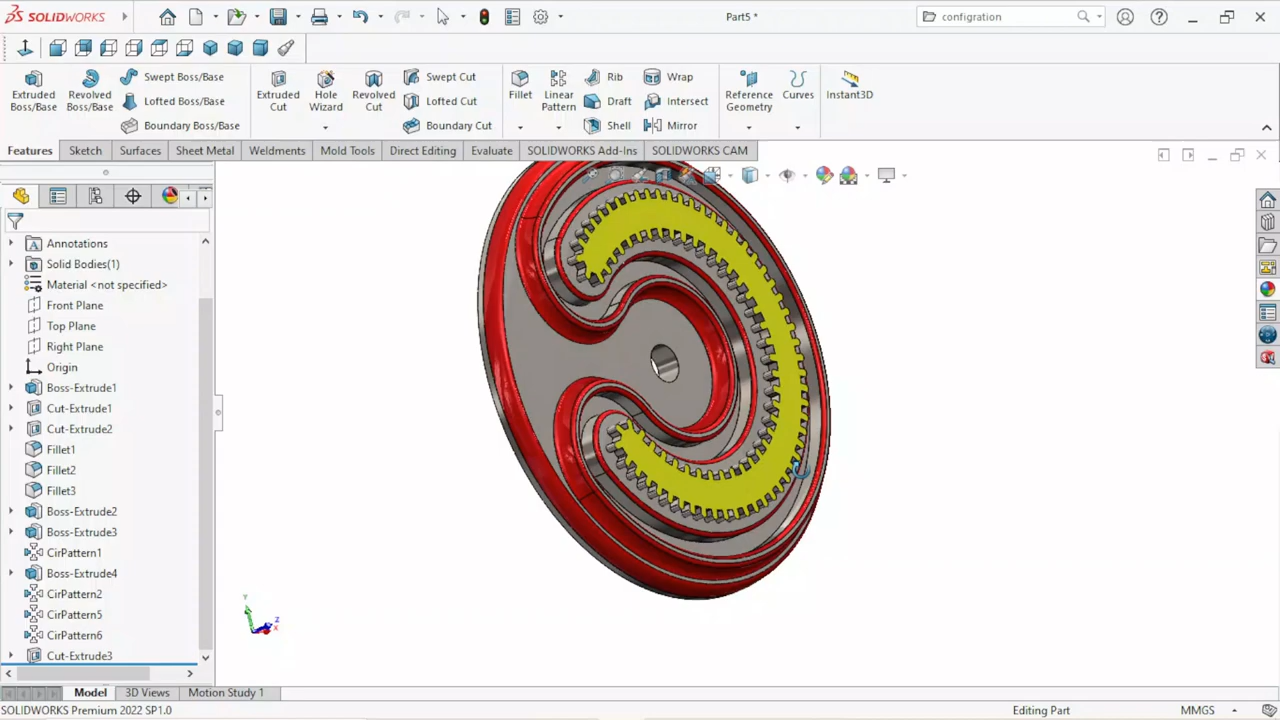 SOLIDWORKS
Part5 *
configration
Extruded Boss/Base
Revolved Boss/Base
Swept Boss/Base
Lofted Boss/Base
Boundary Boss/Base
Extruded Cut
Hole Wizard
Revolved Cut
Swept Cut
Lofted Cut
Boundary Cut
Fillet
Linear Pattern
Rib
Draft
Shell
Wrap
Intersect
Mirror
Reference Geometry
Curves
Instant3D
Features
Sketch
Surfaces
Sheet Metal
Weldments
Mold Tools
Direct Editing
Evaluate
SOLIDWORKS Add-Ins
SOLIDWORKS CAM
Annotations
Solid Bodies(1)
Material <not specified>
Front Plane
Top Plane
Right Plane
Origin
Boss-Extrude1
Cut-Extrude1
Cut-Extrude2
Fillet1
Fillet2
Fillet3
Boss-Extrude2
Boss-Extrude3
CirPattern1
Boss-Extrude4
CirPattern2
CirPattern5
CirPattern6
Cut-Extrude3
Y
Z
X
Model
3D Views
Motion Study 1
SOLIDWORKS Premium 2022 SP1.0
Editing Part
MMGS